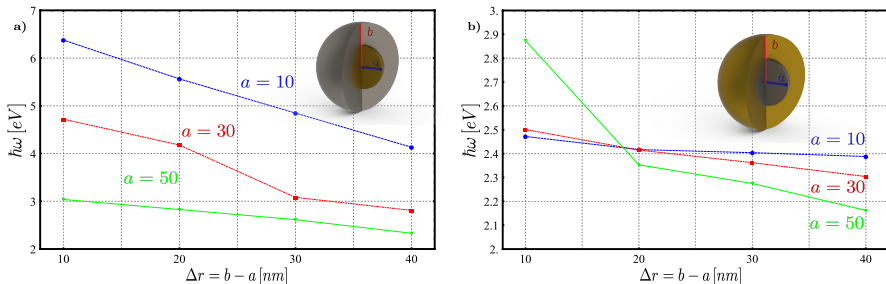 a)
7
6
5
4
3
2
ħω [eV]
10
20
30
40
Δr = b − a [nm]
a = 10
a = 30
a = 50
b
a
b)
3.
2.9
2.8
2.7
2.6
2.5
2.4
2.3
2.2
2.1
2.
ħω [eV]
10
20
30
40
Δr = b − a [nm]
a = 10
a = 30
a = 50
b
a